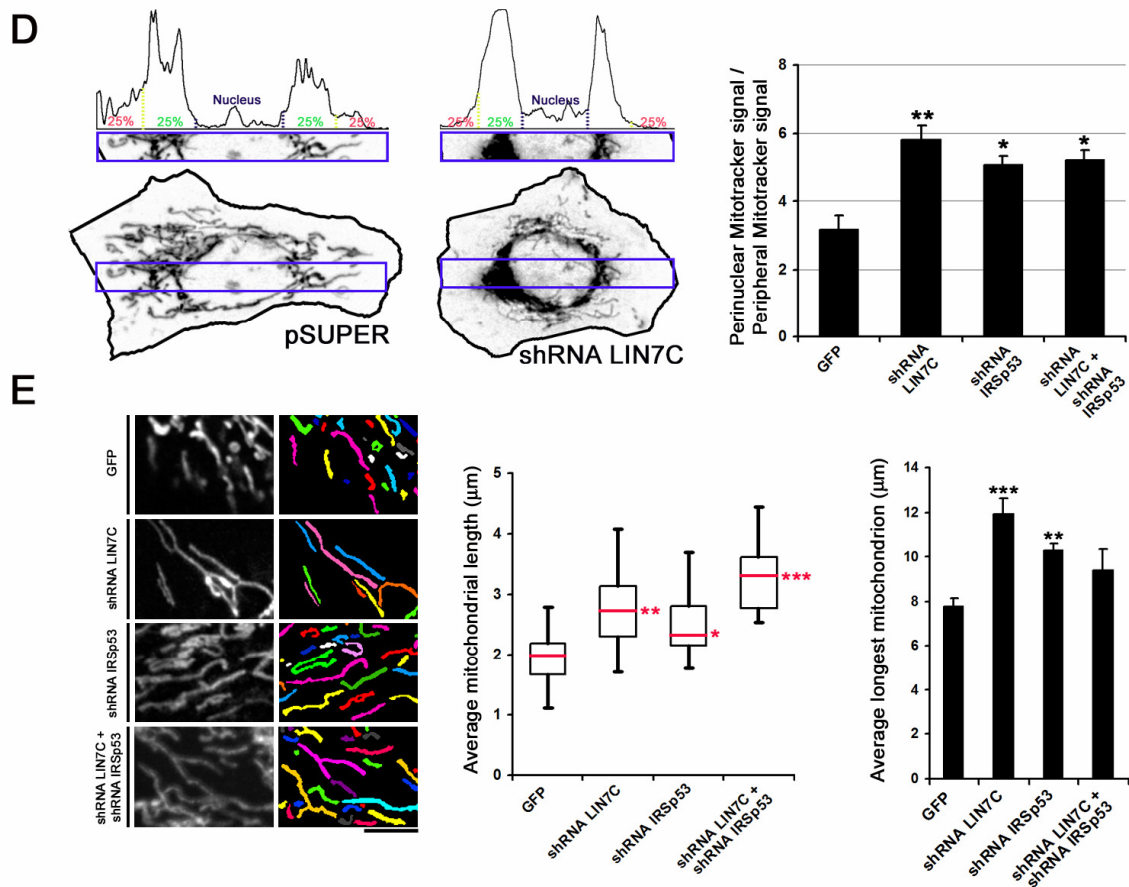 D
Nucleus
25% 25% 25% 25%
pSUPER
Nucleus
25% 25% 25%
shRNA LIN7C
Perinuclear Mitotracker signal /
Peripheral Mitotracker signal
8
6
4
2
0
**
*
*
GFP
shRNA
LIN7C
shRNA
IRSp53
shRNA
LIN7C +
shRNA
IRSp53
E
GFP
shRNA LIN7C
shRNA IRSp53
shRNA LIN7C +
shRNA IRSp53
Average mitochondrial length (µm)
5
4
3
2
1
0
**
*
***
GFP
shRNA LIN7C
shRNA IRSp53
shRNA LIN7C +
shRNA IRSp53
Average longest mitochondrion (µm)
14
12
10
8
6
4
2
0
***
**
GFP
shRNA LIN7C
shRNA IRSp53
shRNA LIN7C +
shRNA IRSp53